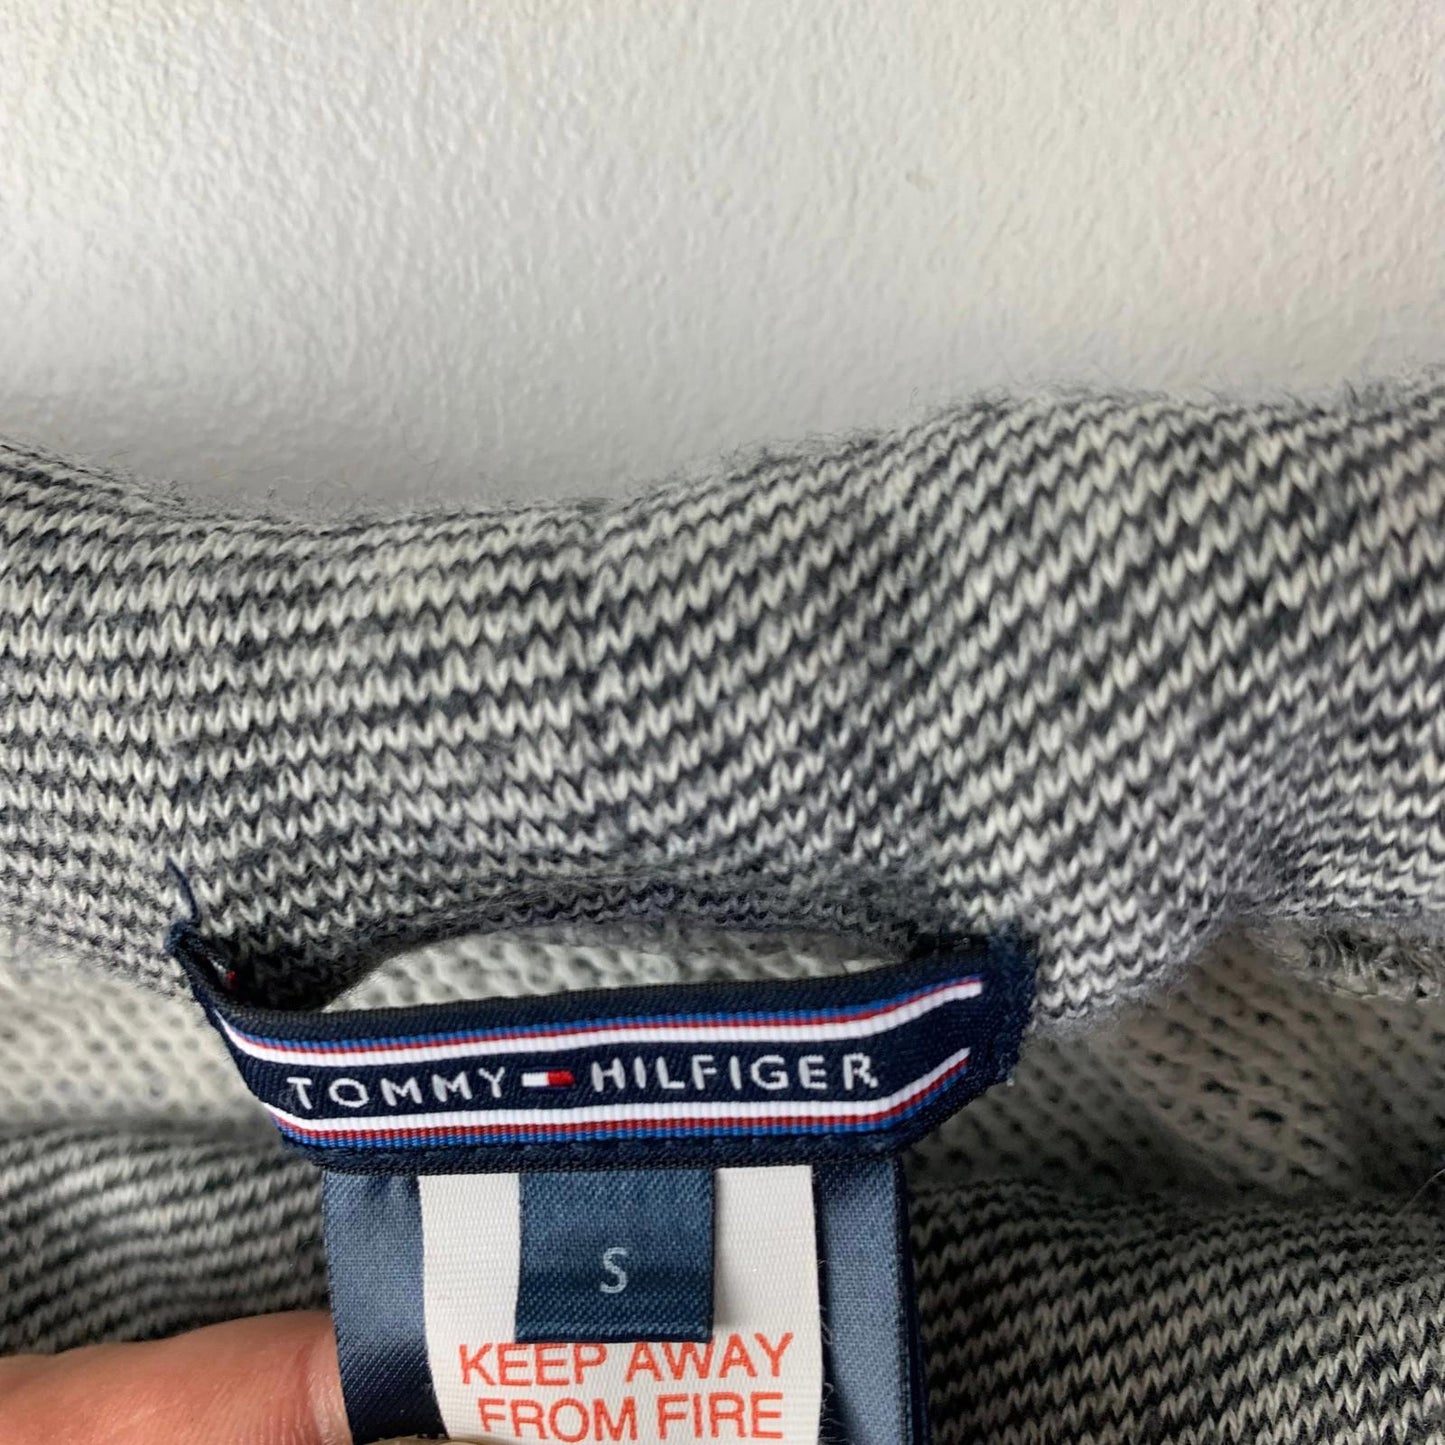 TOMMY HILFIGER
S
KEEP AWAY
FROM FIRE